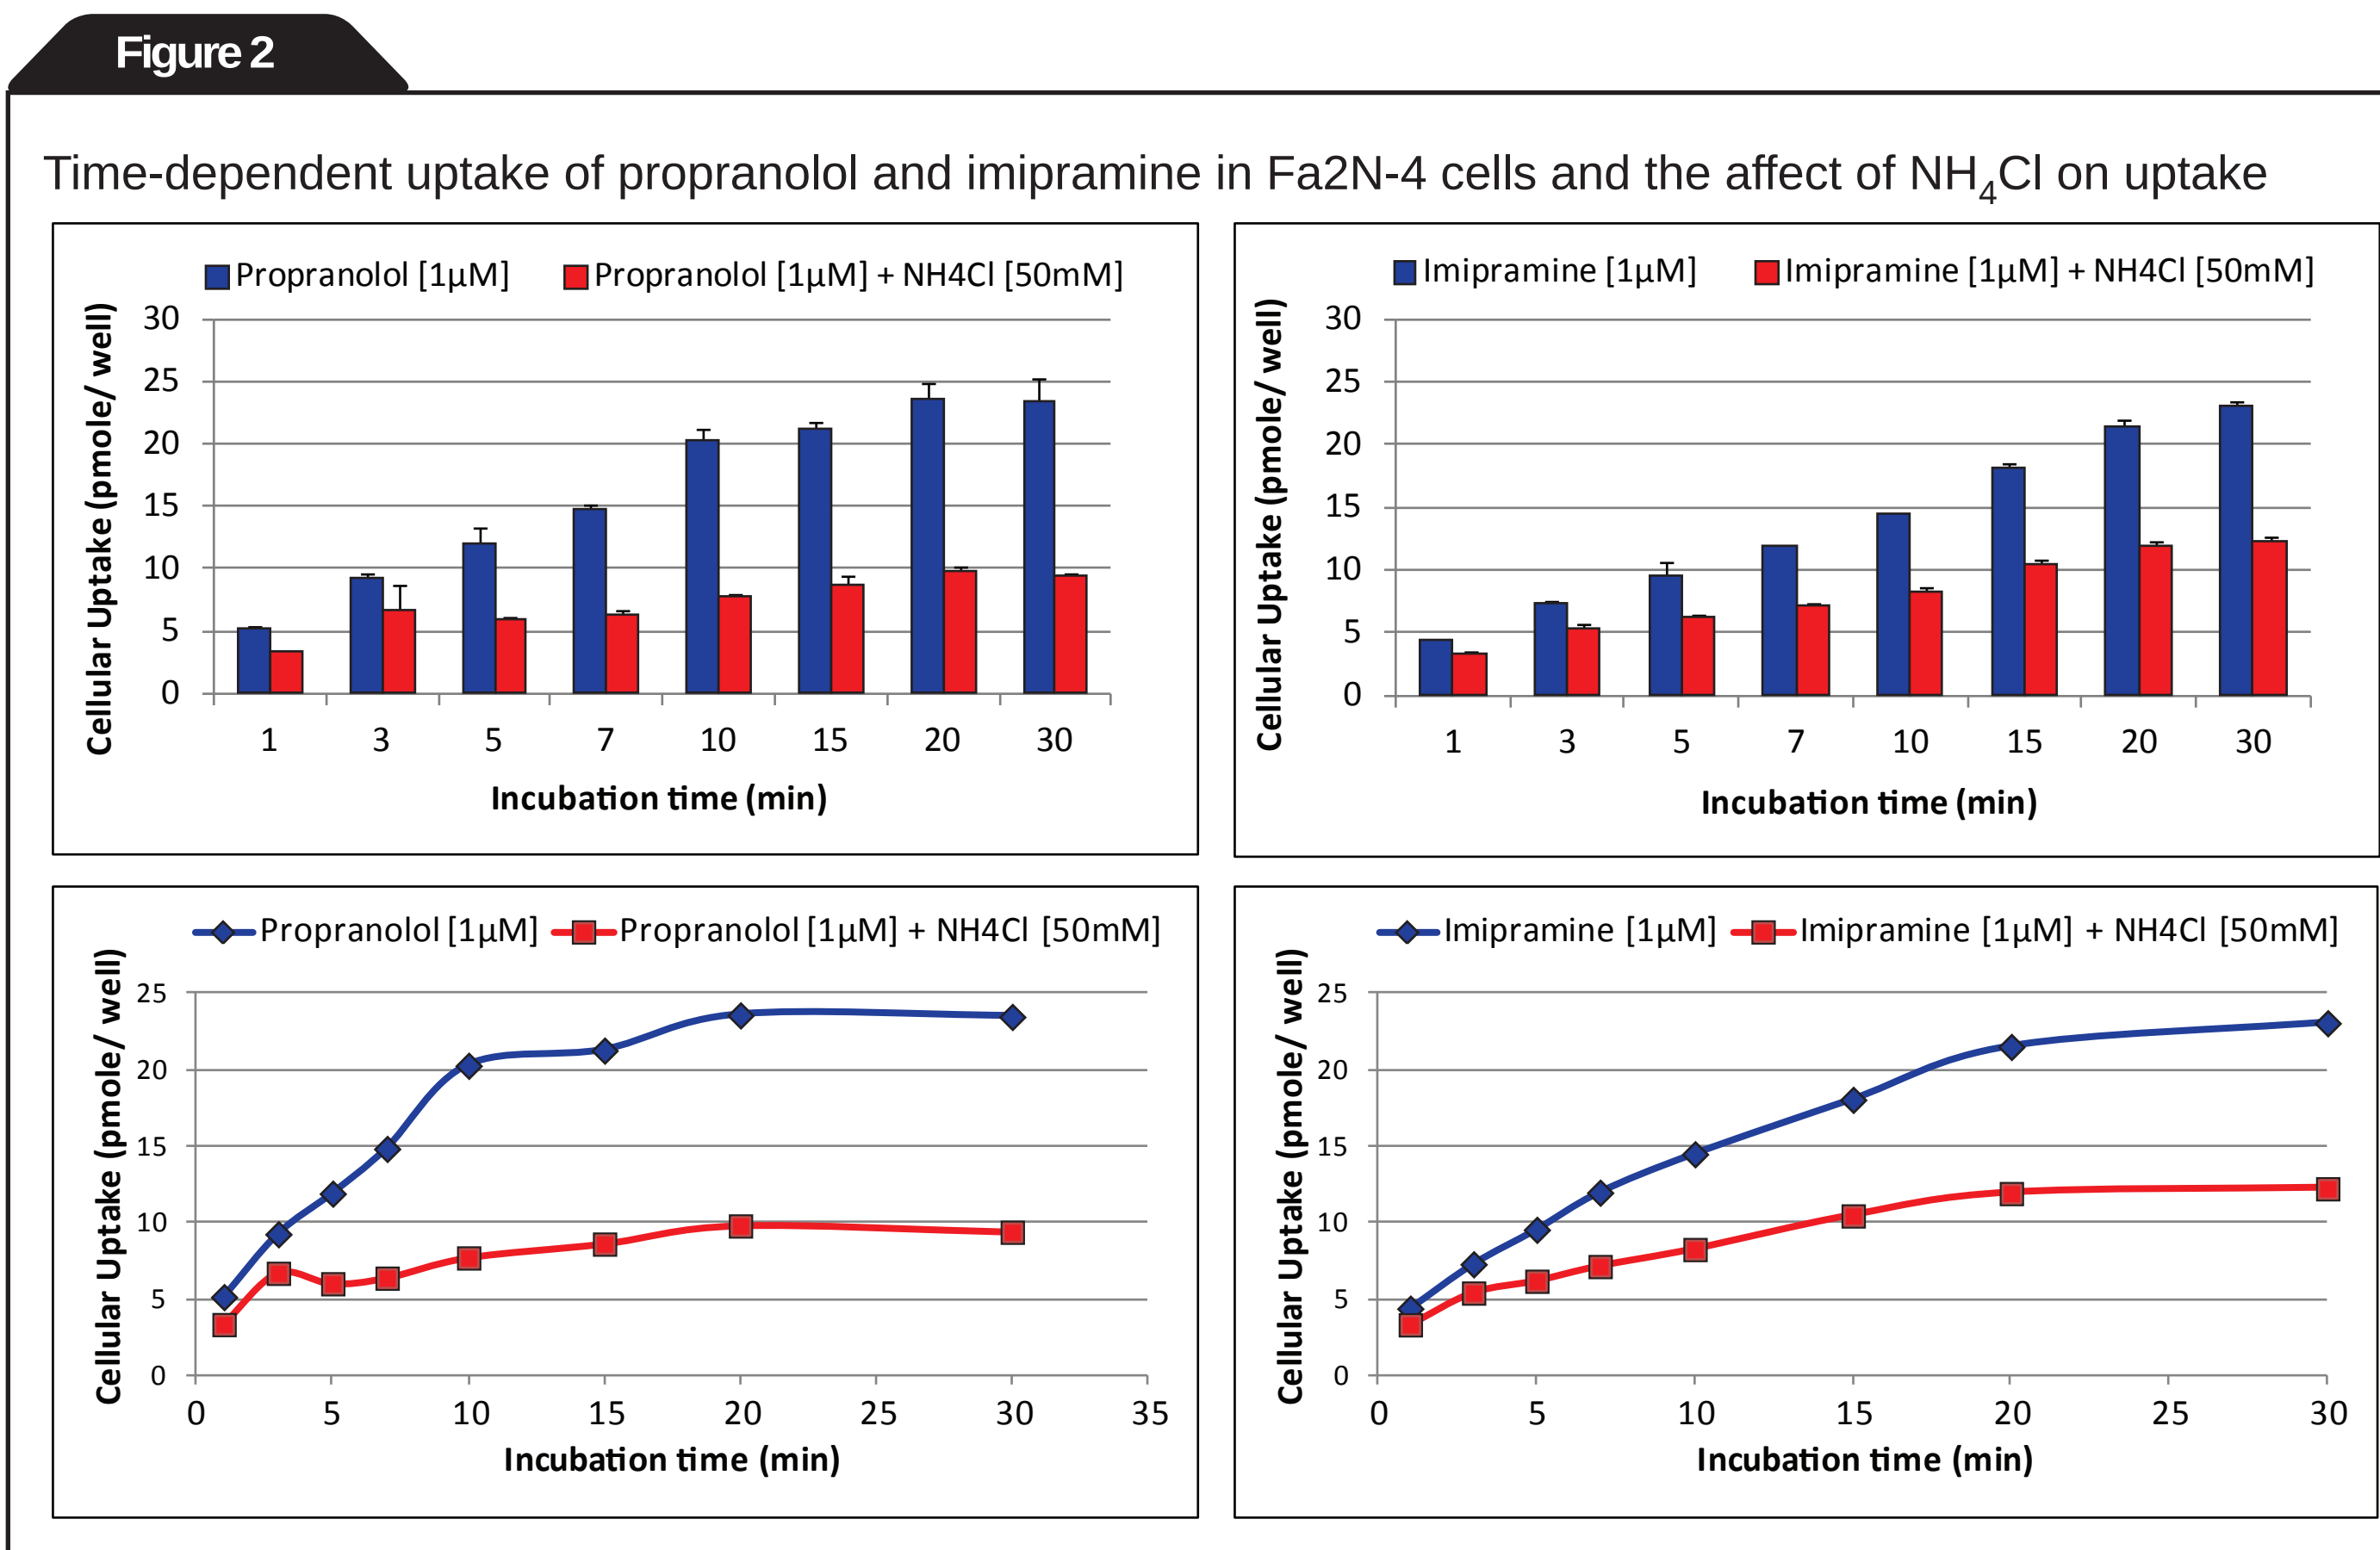 Figure 2
Time-dependent uptake of propranolol and imipramine in Fa2N-4 cells and the affect of NH₄Cl on uptake
Propranolol [1µM] Propranolol [1µM] + NH4Cl [50mM]
Cellular Uptake (pmole/ well)
30
25
20
15
10
5
0
1 3 5 7 10 15 20 30
Incubation time (min)
Imipramine [1µM] Imipramine [1µM] + NH4Cl [50mM]
Cellular Uptake (pmole/ well)
30
25
20
15
10
5
0
1 3 5 7 10 15 20 30
Incubation time (min)
Propranolol [1µM] Propranolol [1µM] + NH4Cl [50mM]
Cellular Uptake (pmole/ well)
25
20
15
10
5
0
0 5 10 15 20 25 30 35
Incubation time (min)
Imipramine [1µM] Imipramine [1µM] + NH4Cl [50mM]
Cellular Uptake (pmole/ well)
25
20
15
10
5
0
0 5 10 15 20 25 30
Incubation time (min)